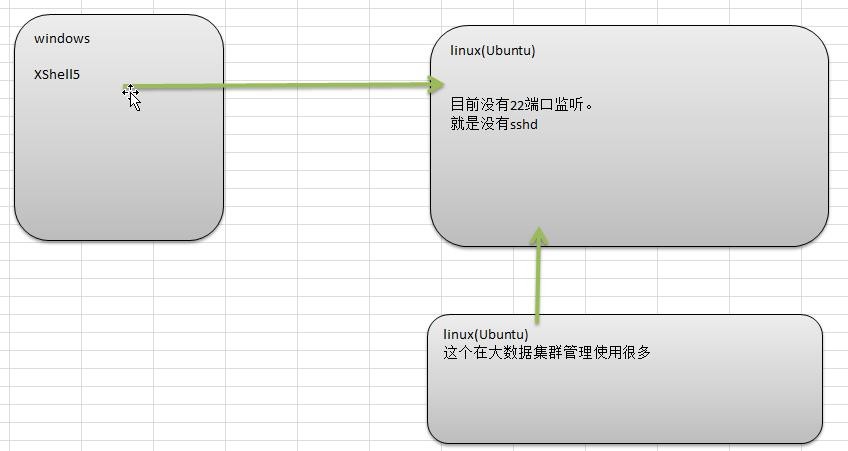 windows
XShell5
linux(Ubuntu)
目前没有22端口监听。
就是没有sshd
linux(Ubuntu)
这个在大数据集群管理使用很多